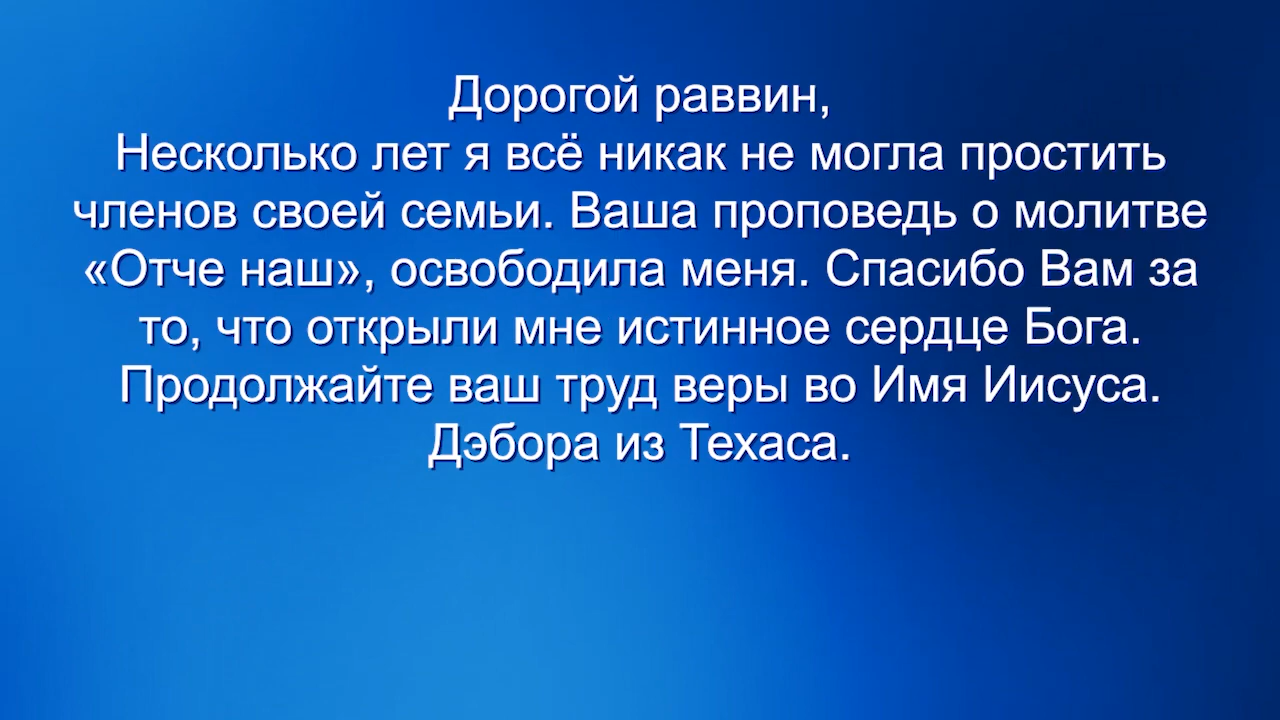 Дорогой раввин,
Несколько лет я всё никак не могла простить
членов своей семьи. Ваша проповедь о молитве
«Отче наш», освободила меня. Спасибо Вам за
то, что открыли мне истинное сердце Бога.
Продолжайте ваш труд веры во Имя Иисуса.
Дэбора из Техаса.